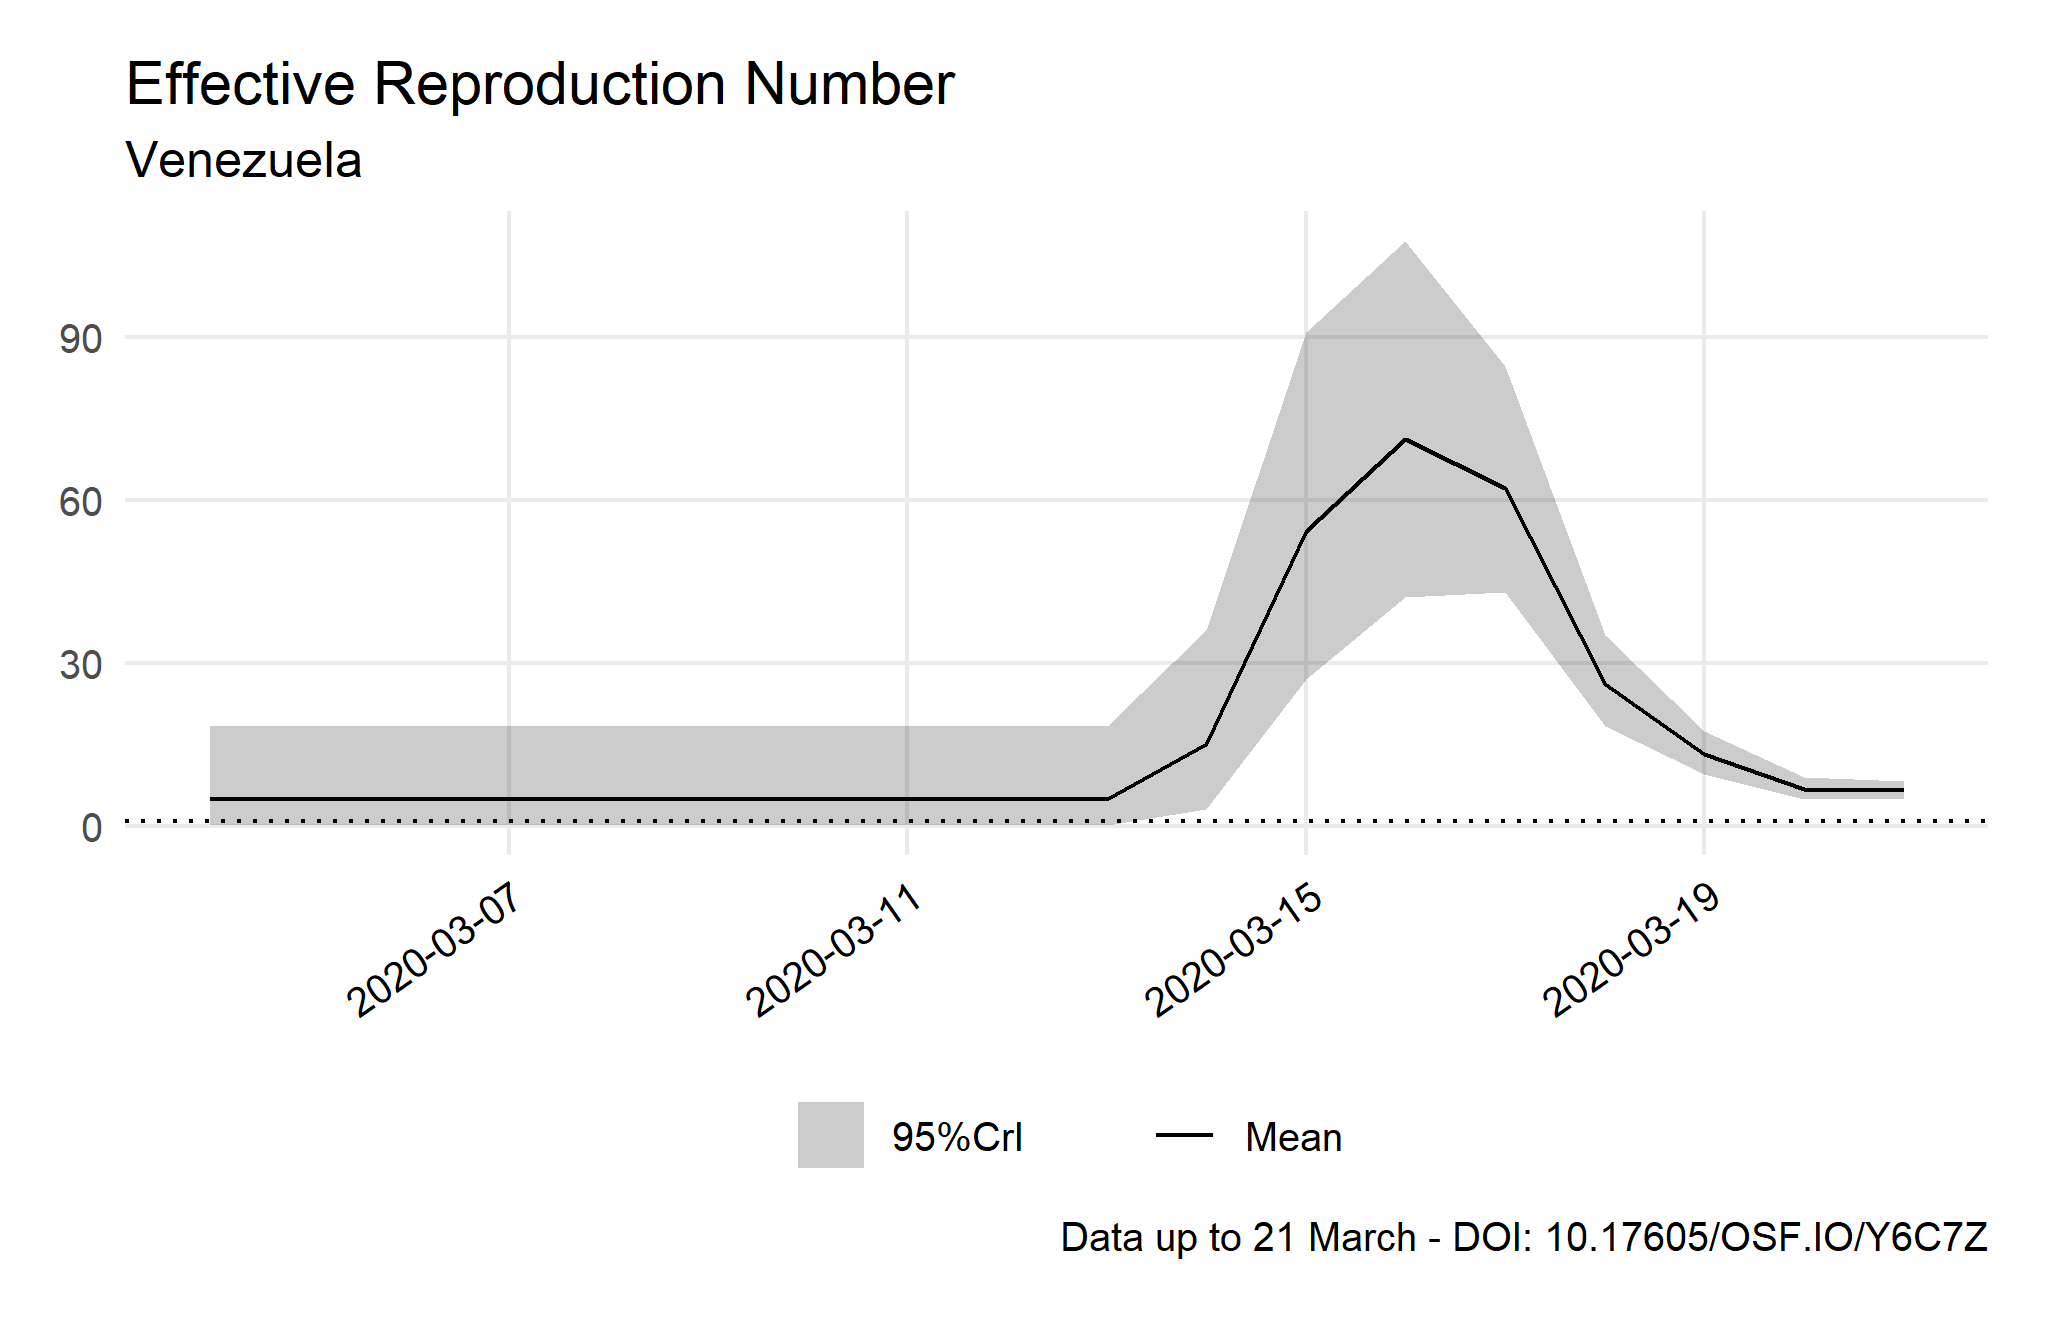 Effective Reproduction Number
Venezuela
90
60
30
0
2020-03-07
2020-03-11
2020-03-15
2020-03-19
95%CrI
Mean
Data up to 21 March - DOI: 10.17605/OSF.IO/Y6C7Z